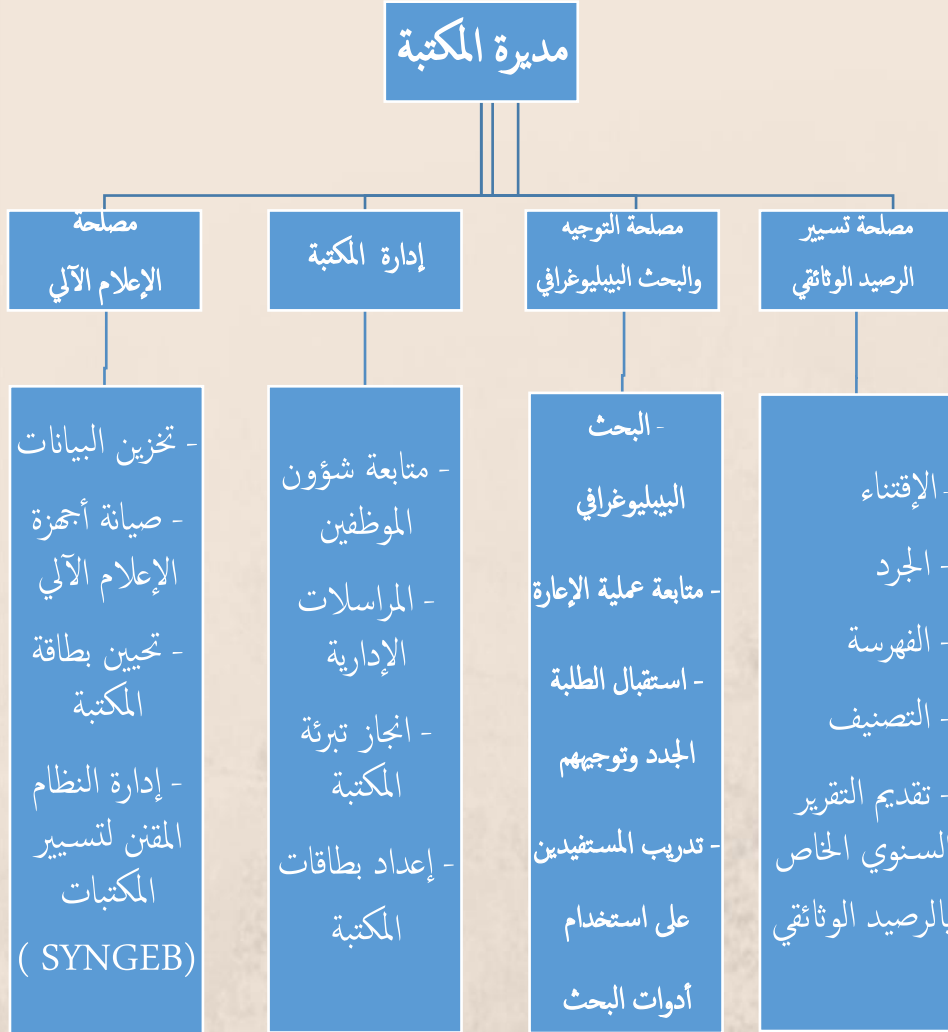 مديرة المكتبة
مصلحة تسيير
الرصيد الوثائقي
مصلحة التوجيه
والبحث البيبليوغرافي
إدارة المكتبة
مصلحة
الإعلام الآلي
- الإقتناء
- الجرد
- الفهرسة
- التصنيف
- تقديم التقرير
السنوي الخاص
بالرصيد الوثائقي
- البحث
البيبليوغرافي
- متابعة عملية الإعارة
- استقبال الطلبة
الجدد وتوجيههم
- تدريب المستفيدين
على استخدام
أدوات البحث
- متابعة شؤون
الموظفين
- المراسلات
الإدارية
- انجاز تبرئة
المكتبة
- إعداد بطاقات
المكتبة
- تخزين البيانات
- صيانة أجهزة
الإعلام الآلي
- تحيين بطاقة
المكتبة
- إدارة النظام
المقنن لتسيير
المكتبات
( SYNGEB)